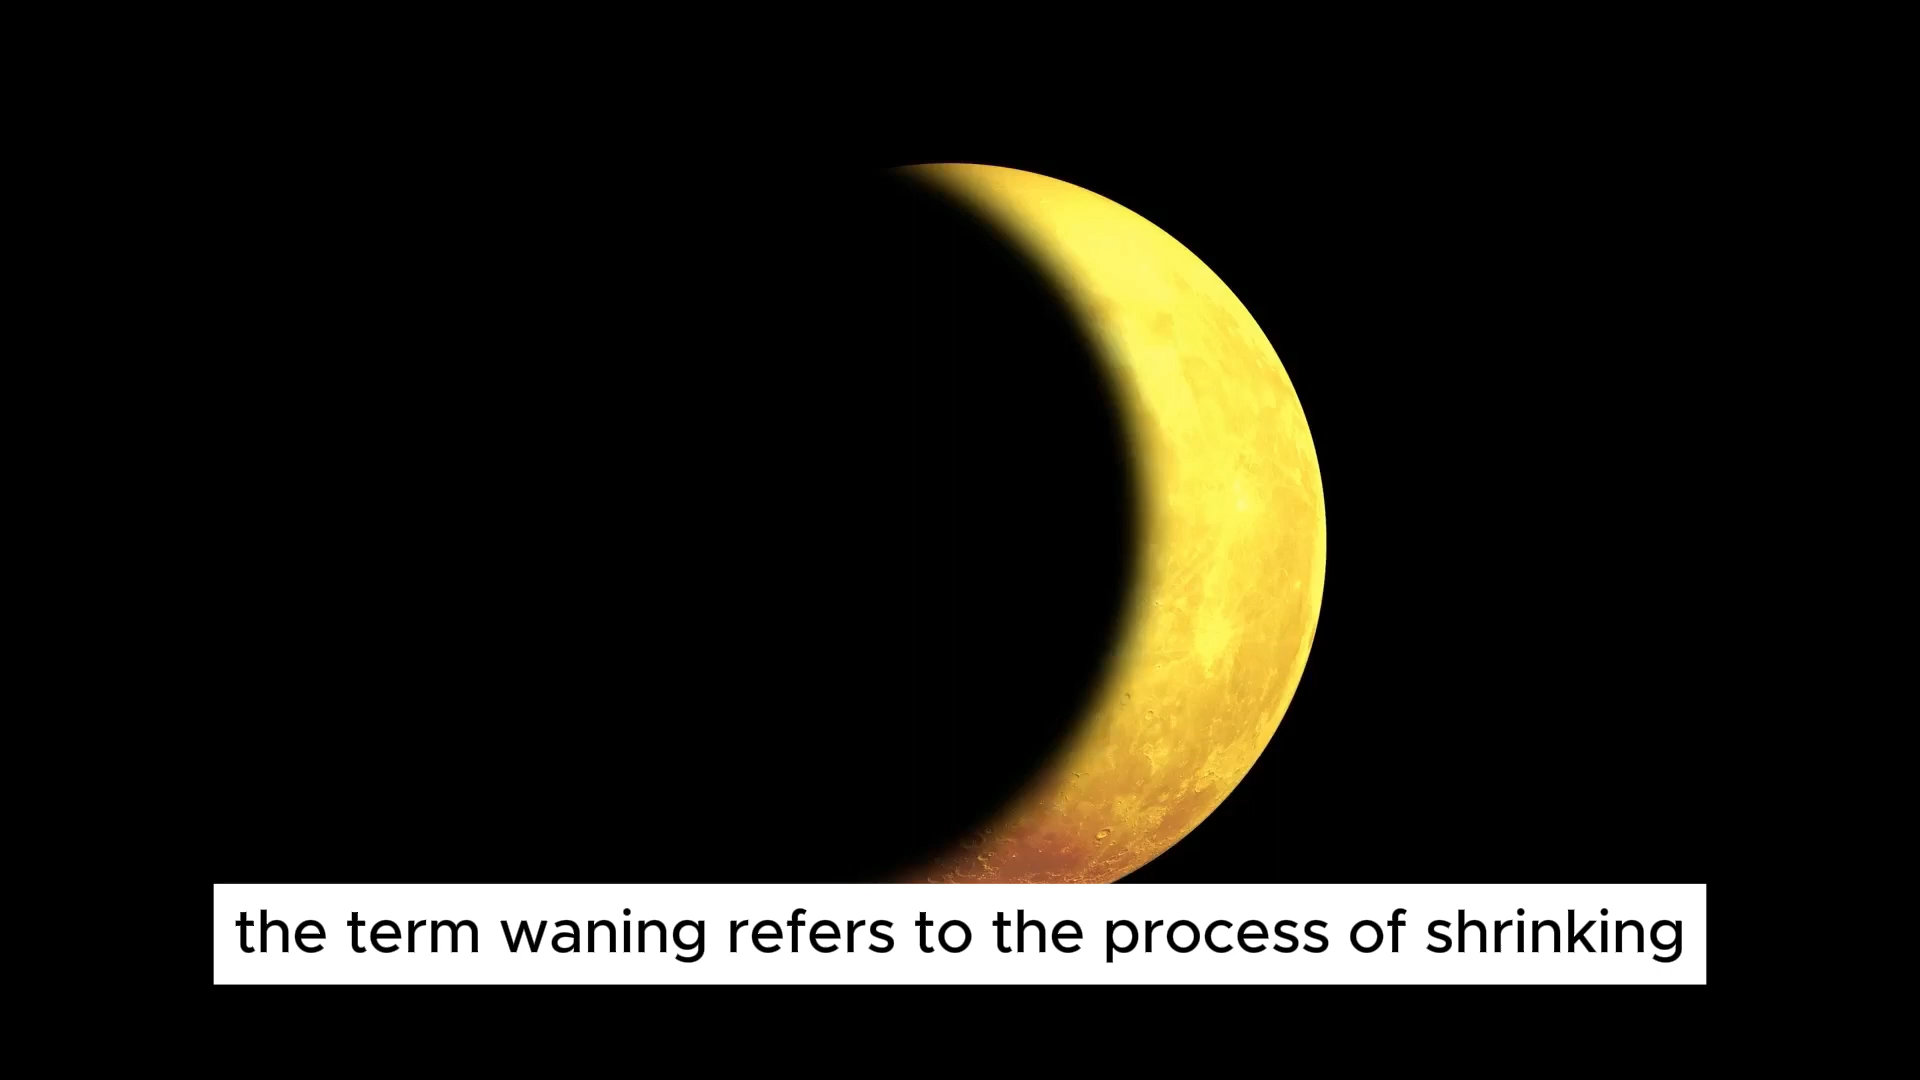 the term waning refers to the process of shrinking